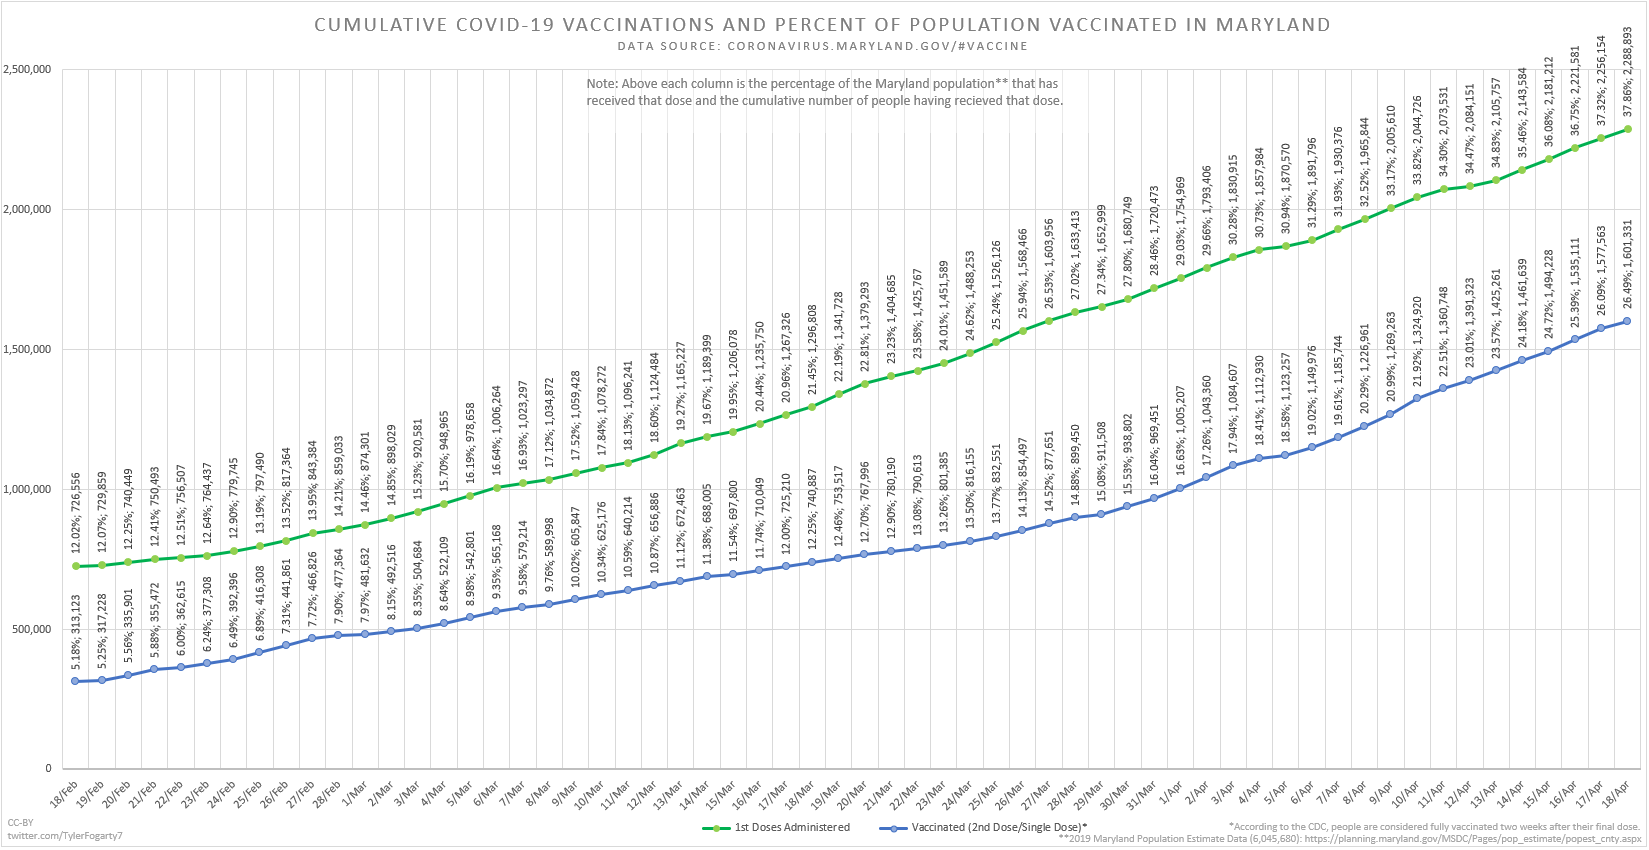 CUMULATIVE COVID-19 VACCINATIONS AND PERCENT OF POPULATION VACCINATED IN MARYLAND
DATA SOURCE: CORONAVIRUS.MARYLAND.GOV/#VACCINE
Note: Above each column is the percentage of the Maryland population** that has
received that dose and the cumulative number of people having recieved that dose.
2,500,000
2,000,000
1,500,000
1,000,000
500,000
0
12.02%; 726,556
12.07%; 729,859
12.25%; 740,449
12.41%; 750,493
12.51%; 756,507
12.64%; 764,437
12.90%; 779,745
13.19%; 797,490
13.52%; 817,364
13.95%; 843,384
14.21%; 859,033
14.46%; 874,301
14.85%; 898,029
15.23%; 920,581
15.70%; 948,965
16.19%; 978,658
16.64%; 1,006,264
16.93%; 1,023,297
17.12%; 1,034,872
17.52%; 1,059,428
17.84%; 1,078,272
18.13%; 1,096,241
18.60%; 1,124,484
19.27%; 1,165,227
19.67%; 1,189,399
19.95%; 1,206,078
20.44%; 1,235,750
20.96%; 1,267,326
21.45%; 1,296,808
22.19%; 1,341,728
22.81%; 1,379,293
23.23%; 1,404,685
23.58%; 1,425,767
24.01%; 1,451,589
24.62%; 1,488,253
25.24%; 1,526,126
25.94%; 1,568,466
26.53%; 1,603,956
27.02%; 1,633,413
27.34%; 1,652,999
27.80%; 1,680,749
28.46%; 1,720,473
29.03%; 1,754,969
29.66%; 1,793,406
30.28%; 1,830,915
30.73%; 1,857,984
30.94%; 1,870,570
31.29%; 1,891,796
31.93%; 1,930,376
32.52%; 1,965,844
33.17%; 2,005,610
33.82%; 2,044,726
34.30%; 2,073,531
34.47%; 2,084,151
34.83%; 2,105,757
35.46%; 2,143,584
36.08%; 2,181,212
36.75%; 2,221,581
37.32%; 2,256,154
37.86%; 2,288,893
5.18%; 313,123
5.25%; 317,228
5.56%; 335,901
5.88%; 355,472
6.00%; 362,615
6.24%; 377,308
6.49%; 392,396
6.89%; 416,308
7.31%; 441,861
7.72%; 466,826
7.90%; 477,364
7.97%; 481,632
8.15%; 492,516
8.35%; 504,684
8.64%; 522,109
8.98%; 542,801
9.35%; 565,168
9.58%; 579,214
9.76%; 589,998
10.02%; 605,847
10.34%; 625,176
10.59%; 640,214
10.87%; 656,886
11.12%; 672,463
11.38%; 688,005
11.54%; 697,800
11.74%; 710,049
12.00%; 725,210
12.25%; 740,887
12.46%; 753,517
12.70%; 767,996
12.90%; 780,190
13.08%; 790,613
13.26%; 801,385
13.50%; 816,155
13.77%; 832,551
14.13%; 854,497
14.52%; 877,651
14.88%; 899,450
15.08%; 911,508
15.53%; 938,802
16.04%; 969,451
16.63%; 1,005,207
17.26%; 1,043,360
17.94%; 1,084,607
18.41%; 1,112,930
18.58%; 1,123,257
19.02%; 1,149,976
19.61%; 1,185,744
20.29%; 1,226,961
20.99%; 1,269,263
21.92%; 1,324,920
22.51%; 1,360,748
23.01%; 1,391,323
23.57%; 1,425,261
24.18%; 1,461,639
24.72%; 1,494,228
25.39%; 1,535,111
26.09%; 1,577,563
26.49%; 1,601,331
18/Feb
19/Feb
20/Feb
21/Feb
22/Feb
23/Feb
24/Feb
25/Feb
26/Feb
27/Feb
28/Feb
1/Mar
2/Mar
3/Mar
4/Mar
5/Mar
6/Mar
7/Mar
8/Mar
9/Mar
10/Mar
11/Mar
12/Mar
13/Mar
14/Mar
15/Mar
16/Mar
17/Mar
18/Mar
19/Mar
20/Mar
21/Mar
22/Mar
23/Mar
24/Mar
25/Mar
26/Mar
27/Mar
28/Mar
29/Mar
30/Mar
31/Mar
1/Apr
2/Apr
3/Apr
4/Apr
5/Apr
6/Apr
7/Apr
8/Apr
9/Apr
10/Apr
11/Apr
12/Apr
13/Apr
14/Apr
15/Apr
16/Apr
17/Apr
18/Apr
CC-BY
twitter.com/TylerFogarty7
1st Doses Administered
Vaccinated (2nd Dose/Single Dose)*
*According to the CDC, people are considered fully vaccinated two weeks after their final dose.
**2019 Maryland Population Estimate Data (6,045,680): https://planning.maryland.gov/MSDC/Pages/pop_estimate/popest_cnty.aspx